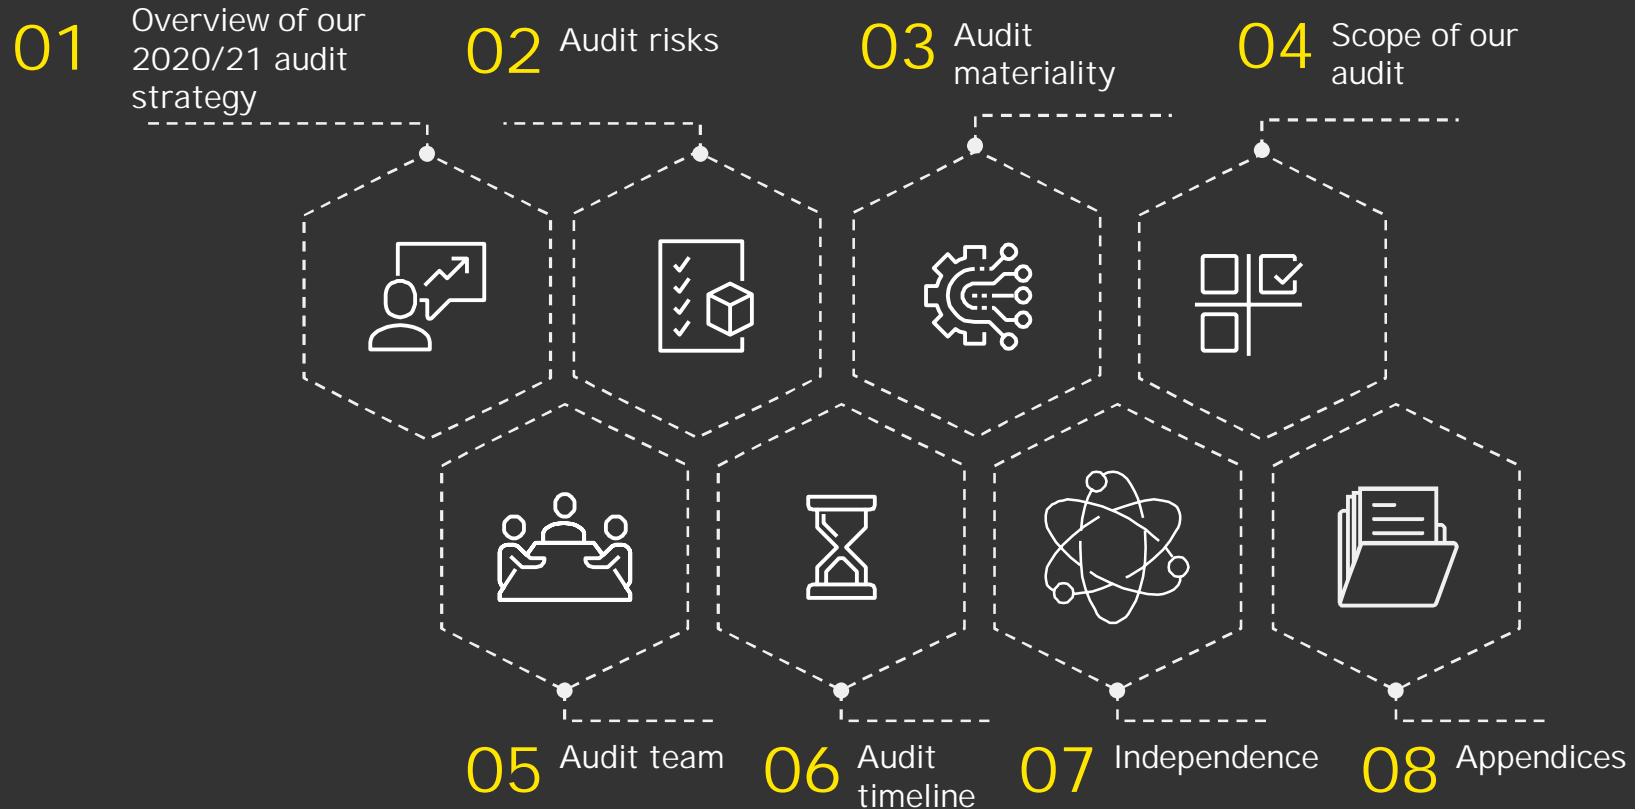 01
Overview of our
2020/21 audit
strategy
02
Audit risks
03
Audit
materiality
04
Scope of our
audit
05
Audit team
06
Audit
timeline
07
Independence
08
Appendices